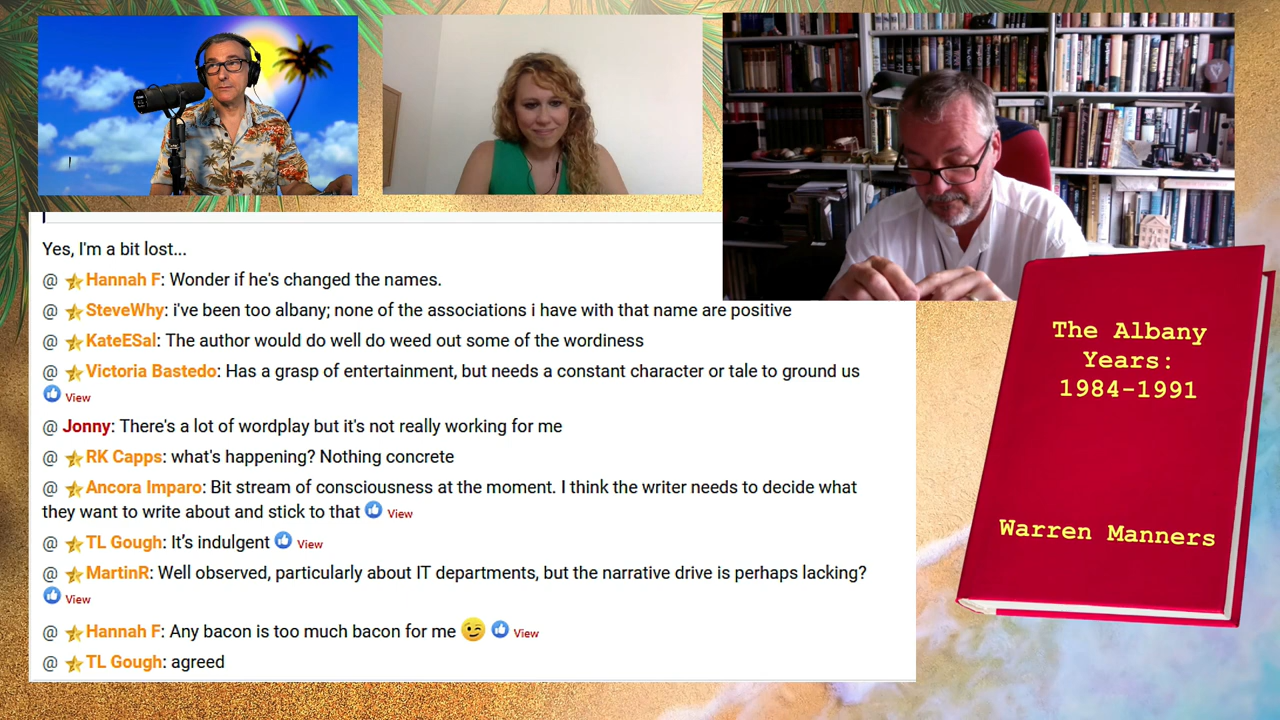 Yes, I'm a bit lost...
@ Hannah F: Wonder if he's changed the names.
@ SteveWhy: i've been too albany; none of the associations i have with that name are positive
@ KateESal: The author would do well do weed out some of the wordiness
@ Victoria Bastedo: Has a grasp of entertainment, but needs a constant character or tale to ground us
View
@ Jonny: There's a lot of wordplay but it's not really working for me
@ RK Capps: what's happening? Nothing concrete
@ Ancora Imparo: Bit stream of consciousness at the moment. I think the writer needs to decide what
they want to write about and stick to that View
@ TL Gough: It's indulgent View
@ MartinR: Well observed, particularly about IT departments, but the narrative drive is perhaps lacking?
View
@ Hannah F: Any bacon is too much bacon for me 😉 View
@ TL Gough: agreed
The Albany
Years:
1984-1991
Warren Manners